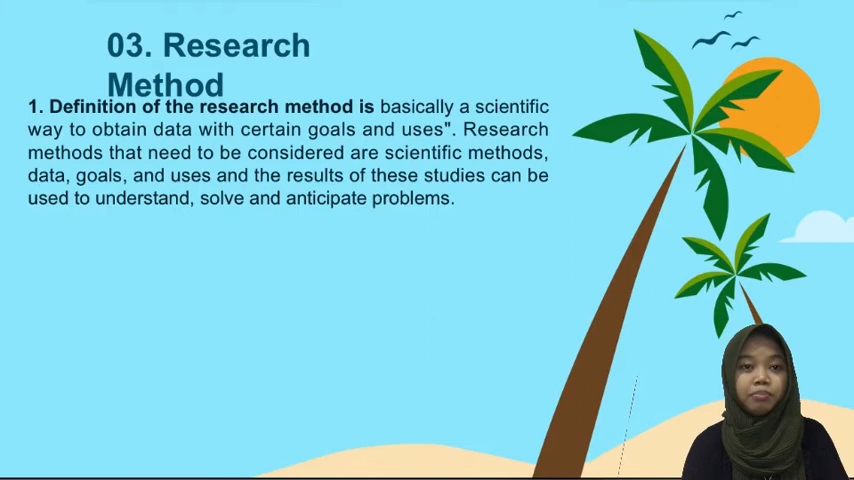 03. Research
Method
1. Definition of the research method is basically a scientific
way to obtain data with certain goals and uses". Research
methods that need to be considered are scientific methods,
data, goals, and uses and the results of these studies can be
used to understand, solve and anticipate problems.